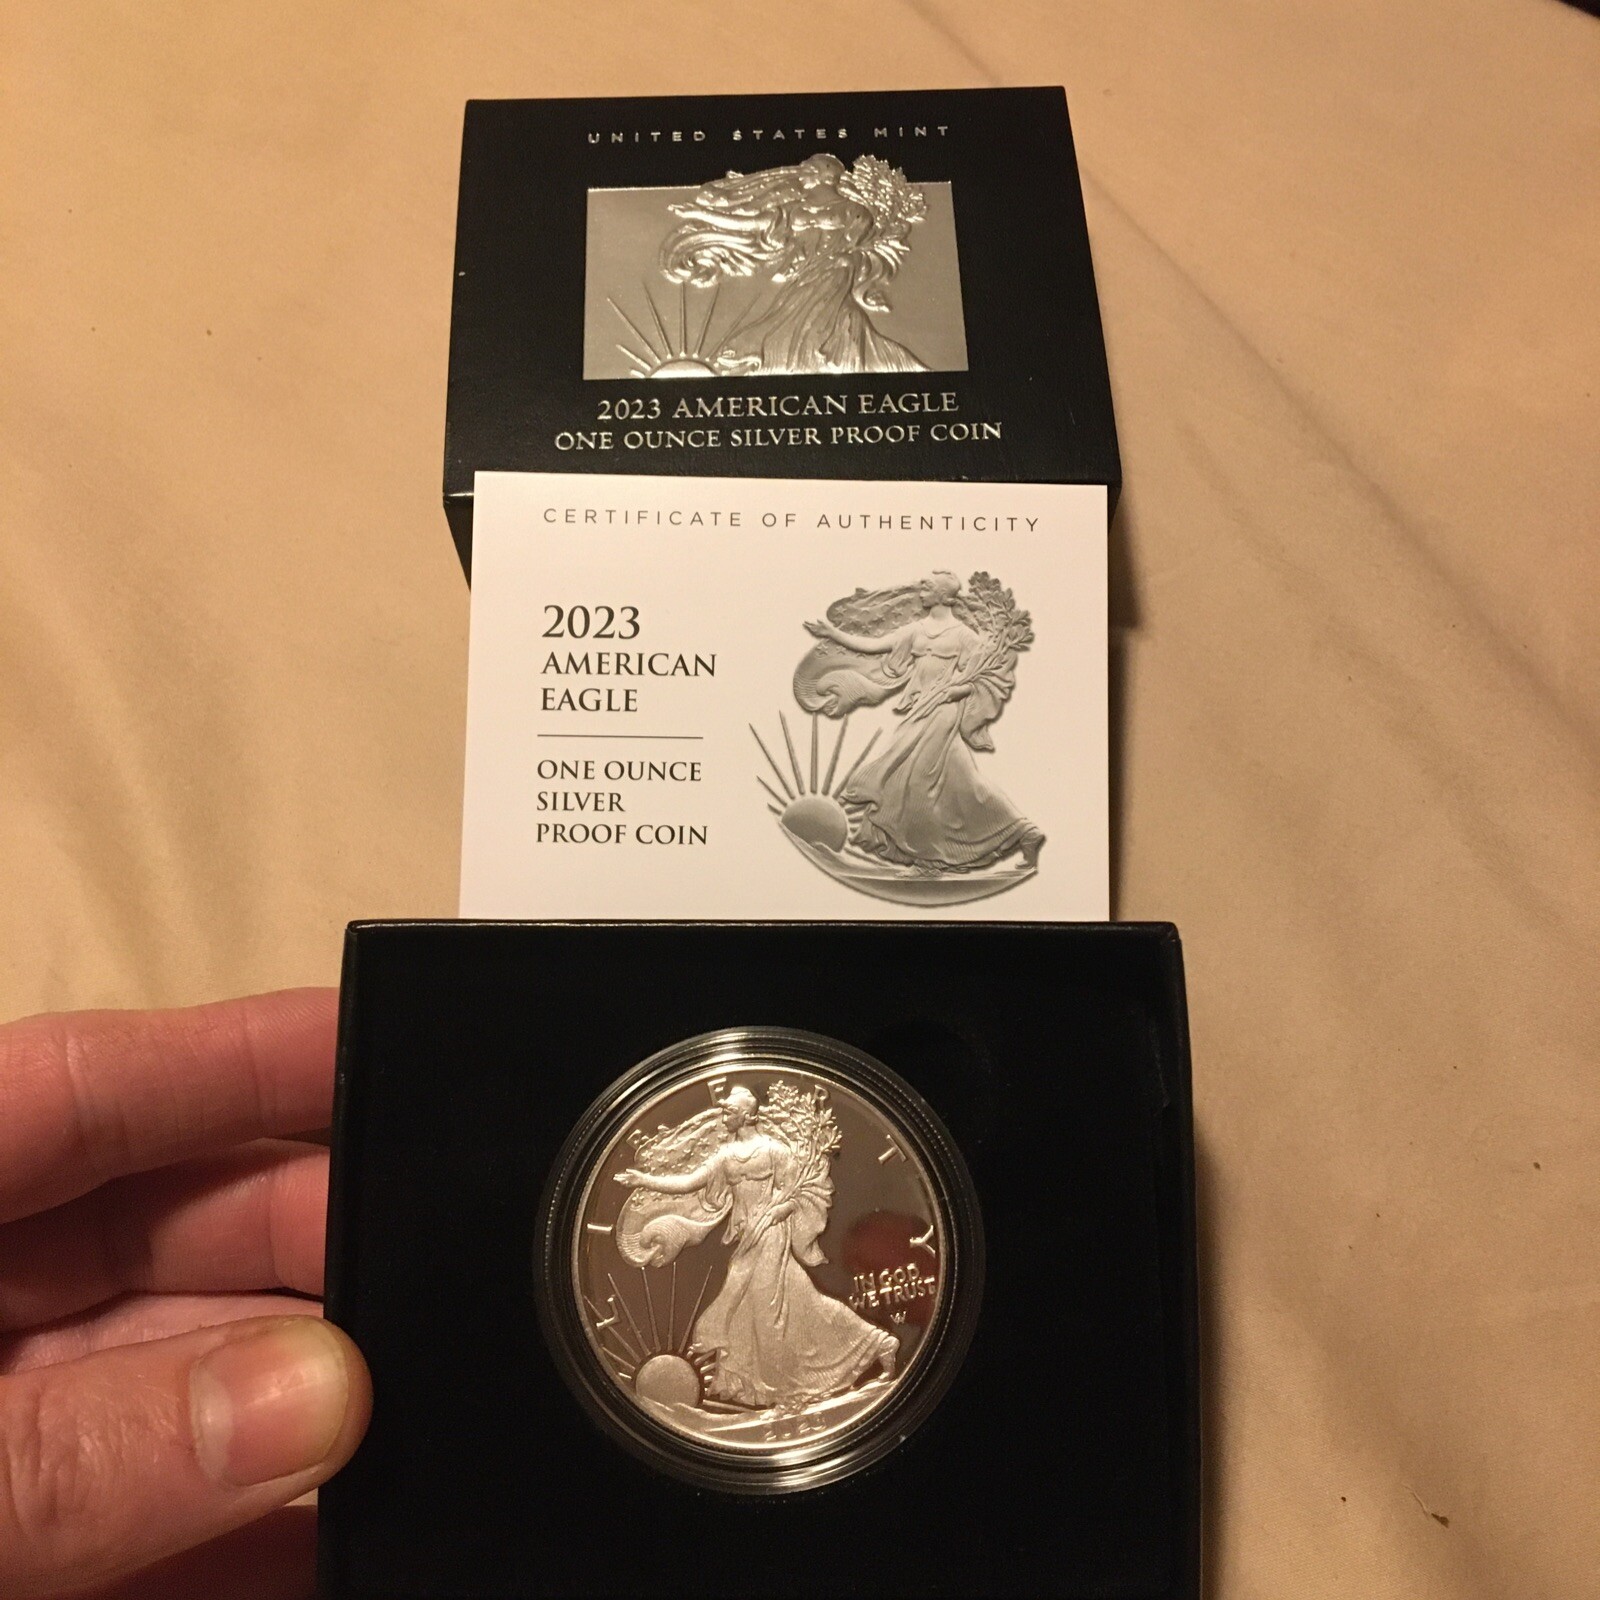 UNITED STATES MINT
2023 AMERICAN EAGLE
ONE OUNCE SILVER PROOF COIN
CERTIFICATE OF AUTHENTICITY
2023
AMERICAN
EAGLE
ONE OUNCE
SILVER
PROOF COIN
LIBERTY
IN GOD
WE TRUST
W
2023